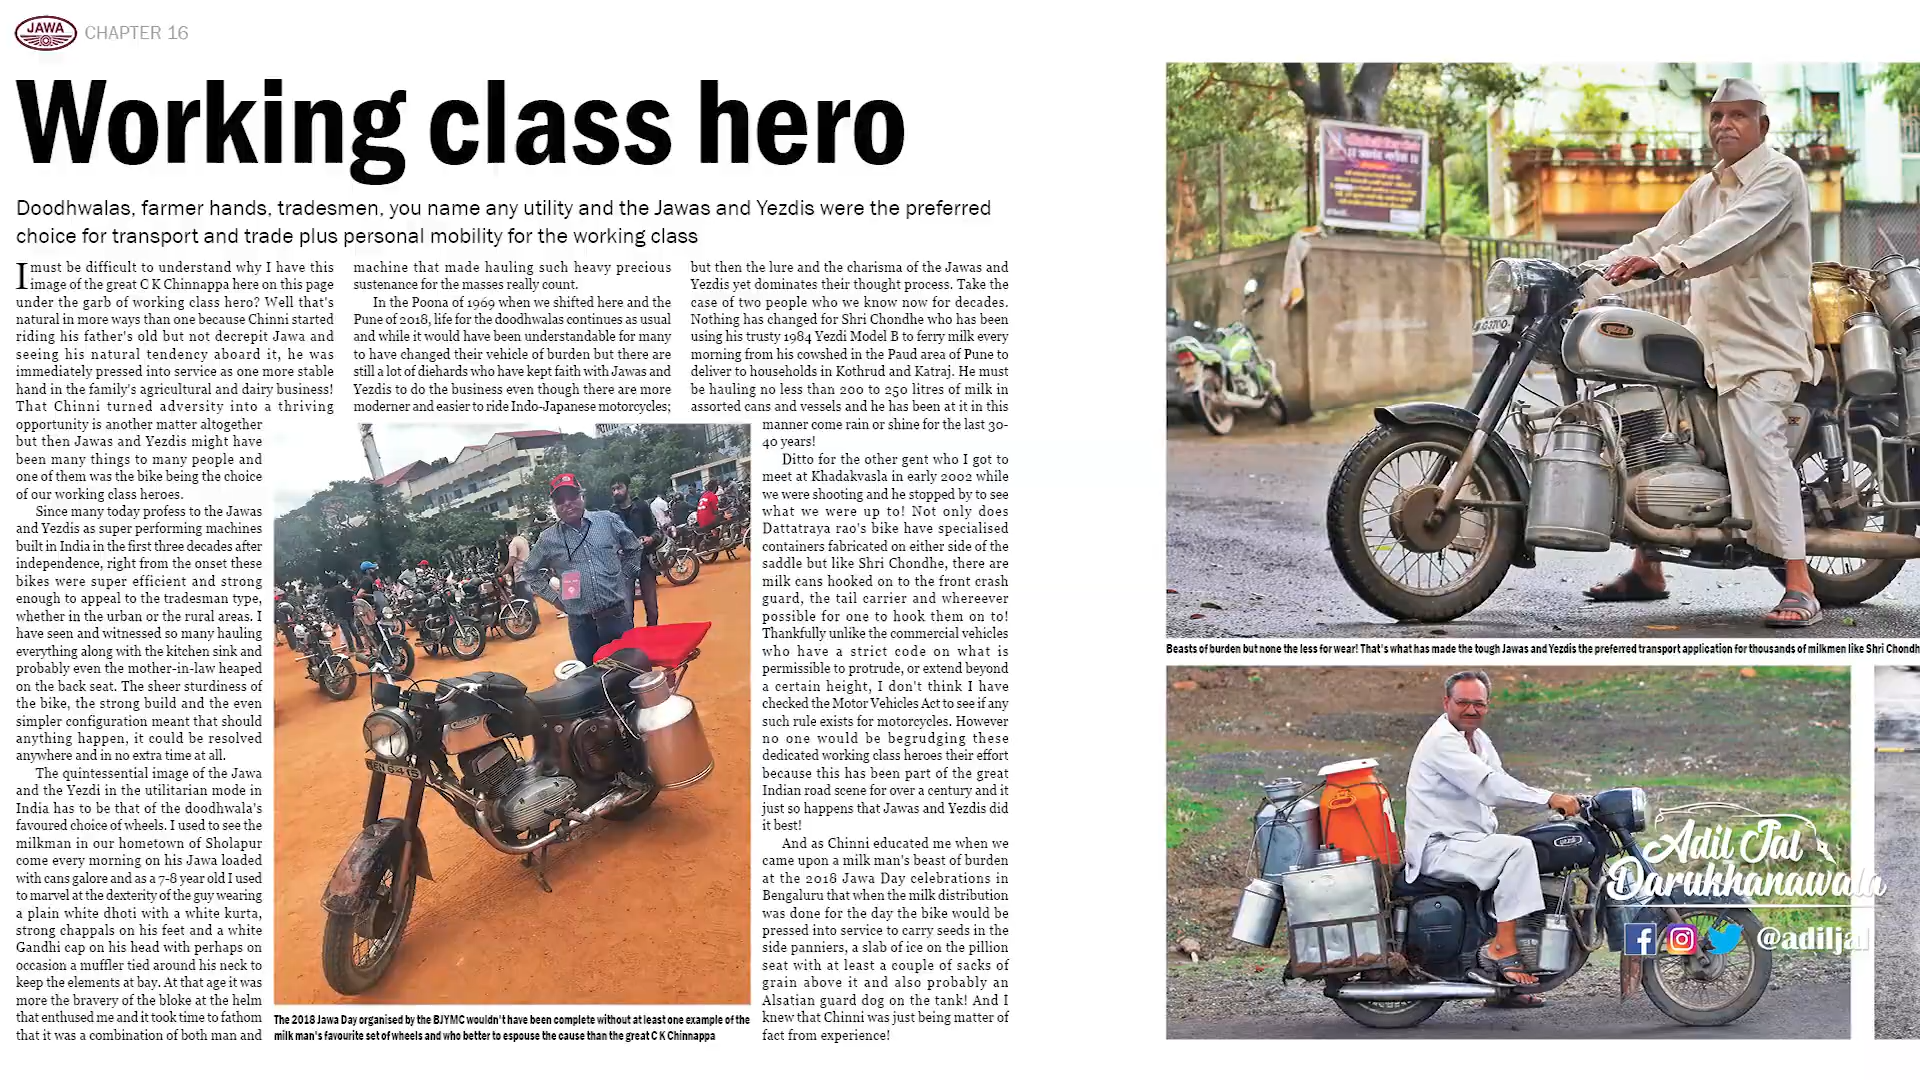 JAWA
CHAPTER 16
Working class hero
Doodhwalas, farmer hands, tradesmen, you name any utility and the Jawas and Yezdis were the preferred
choice for transport and trade plus personal mobility for the working class
I must be difficult to understand why I have this
image of the great C K Chinnappa here on this page
under the garb of working class hero? Well that's
natural in more ways than one because Chinni started
riding his father's old but not decrepit Jawa and
seeing his natural tendency aboard it, he was
immediately pressed into service as one more stable
hand in the family's agricultural and dairy business!
That Chinni turned adversity into a thriving
opportunity is another matter altogether
but then Jawas and Yezdis might have
been many things to many people and
one of them was the bike being the choice
of our working class heroes.
Since many today profess to the Jawas
and Yezdis as super performing machines
built in India in the first three decades after
independence, right from the onset these
bikes were super efficient and strong
enough to appeal to the tradesman type,
whether in the urban or the rural areas. I
have seen and witnessed so many hauling
everything along with the kitchen sink and
probably even the mother-in-law heaped
on the back seat. The sheer sturdiness of
the bike, the strong build and the even
simpler configuration meant that should
anything happen, it could be resolved
anywhere and in no extra time at all.
The quintessential image of the Jawa
and the Yezdi in the utilitarian mode in
India has to be that of the doodhwala's
favoured choice of wheels. I used to see the
milkman in our hometown of Sholapur
come every morning on his Jawa loaded
with cans galore and as a 7-8 year old I used
to marvel at the dexterity of the guy wearing
a plain white dhoti with a white kurta,
strong chappals on his feet and a white
Gandhi cap on his head with perhaps on
occasion a muffler tied around his neck to
keep the elements at bay. At that age it was
more the bravery of the bloke at the helm
that enthused me and it took time to fathom
that it was a combination of both man and
machine that made hauling such heavy precious
sustenance for the masses really count.
In the Poona of 1969 when we shifted here and the
Pune of 2018, life for the doodhwalas continues as usual
and while it would have been understandable for many
to have changed their vehicle of burden but there are
still a lot of diehards who have kept faith with Jawas and
Yezdis to do the business even though there are more
moderner and easier to ride Indo-Japanese motorcycles;
but then the lure and the charisma of the Jawas and
Yezdis yet dominates their thought process. Take the
case of two people who we know now for decades.
Nothing has changed for Shri Chondhe who has been
using his trusty 1984 Yezdi Model B to ferry milk every
morning from his cowshed in the Paud area of Pune to
deliver to households in Kothrud and Katraj. He must
be hauling no less than 200 to 250 litres of milk in
assorted cans and vessels and he has been at it in this
manner come rain or shine for the last 30-
40 years!
Ditto for the other gent who I got to
meet at Khadakvasla in early 2002 while
we were shooting and he stopped by to see
what we were up to! Not only does
Dattatraya rao's bike have specialised
containers fabricated on either side of the
saddle but like Shri Chondhe, there are
milk cans hooked on to the front crash
guard, the tail carrier and whereever
possible for one to hook them on to!
Thankfully unlike the commercial vehicles
who have a strict code on what is
permissible to protrude, or extend beyond
a certain height, I don't think I have
checked the Motor Vehicles Act to see if any
such rule exists for motorcycles. However
no one would be begrudging these
dedicated working class heroes their effort
because this has been part of the great
Indian road scene for over a century and it
just so happens that Jawas and Yezdis did
it best!
And as Chinni educated me when we
came upon a milk man's beast of burden
at the 2018 Jawa Day celebrations in
Bengaluru that when the milk distribution
was done for the day the bike would be
pressed into service to carry seeds in the
side panniers, a slab of ice on the pillion
seat with at least a couple of sacks of
grain above it and also probably an
Alsatian guard dog on the tank! And I
knew that Chinni was just being matter of
fact from experience!
The 2018 Jawa Day organised by the BJYMC wouldn't have been complete without at least one example of the
milk man's favourite set of wheels and who better to espouse the cause than the great C K Chinnappa
Beasts of burden but none the less for wear! That's what has made the tough Jawas and Yezdis the preferred transport application for thousands of milkmen like Shri Chondh
Adil Jal
Darukhanawala
@adiljal